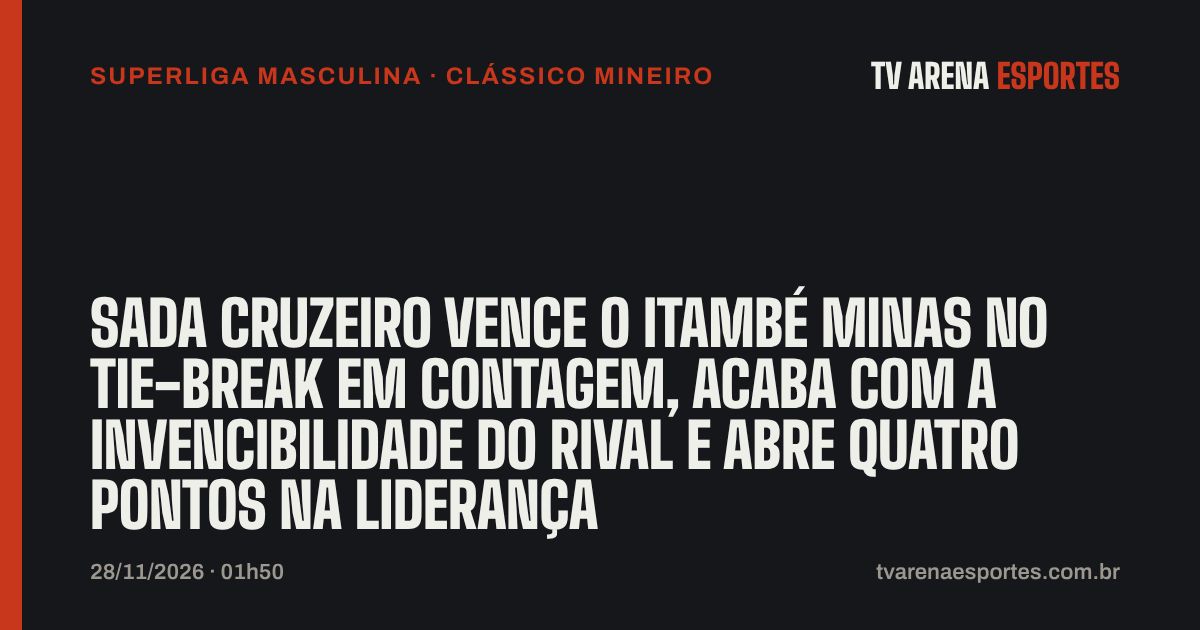 SUPERLIGA MASCULINA · CLÁSSICO MINEIRO
TV ARENA ESPORTES
SADA CRUZEIRO VENCE O ITAMBÉ MINAS NO
TIE-BREAK EM CONTAGEM, ACABA COM A
INVENCIBILIDADE DO RIVAL E ABRE QUATRO
PONTOS NA LIDERANÇA
28/11/2026 · 01h50
tvarenaesportes.com.br